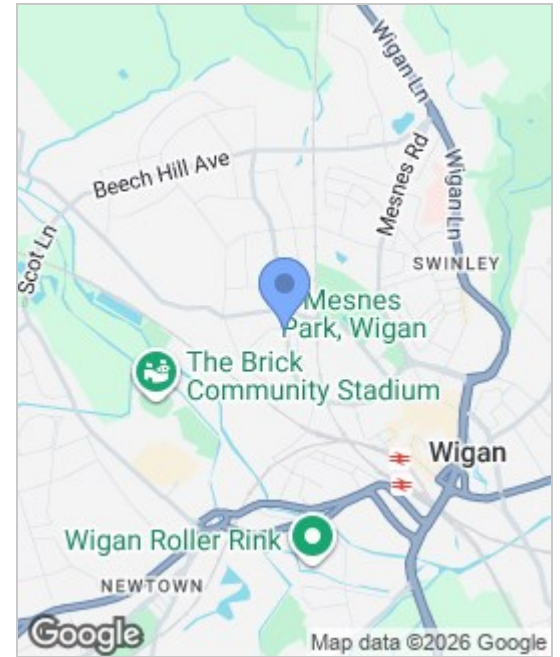 Wigan Ln
Beech Hill Ave
Mesnes Rd
Wigan Ln
Scot Ln
SWINLEY
Mesnes
Park, Wigan
The Brick
Community Stadium
Wigan
Wigan Roller Rink
NEWTOWN
Google
Map data ©2026 Google